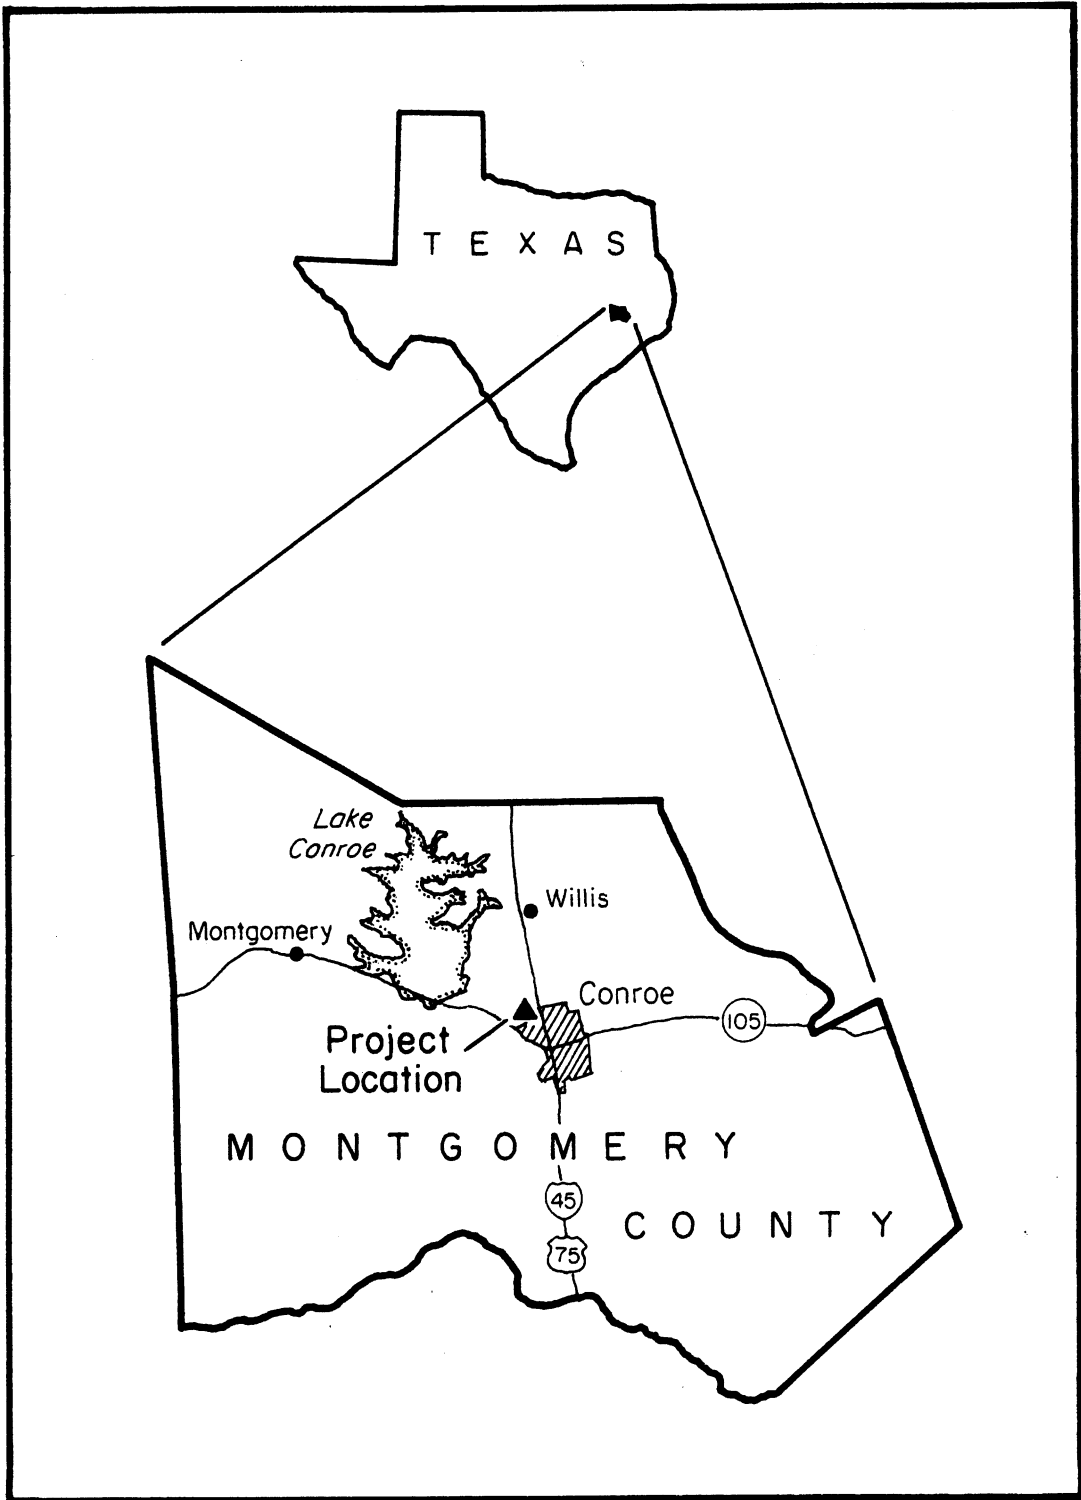 TEXAS
Lake
Conroe
Willis
Montgomery
Conroe
105
Project
Location
MONTGOMERY
45
COUNTY
75